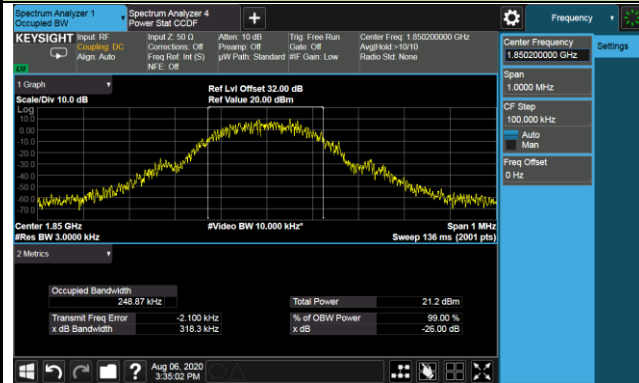 Spectrum Analyzer 1
Occupied BW
Spectrum Analyzer 4
Power Stat CCDF
+
Frequency
KEYSIGHT
Input: RF
Coupling: DC
Align: Auto
Input Z: 50 Ω
Corrections: Off
Freq Ref: Int (S)
NFE: Off
Atten: 10 dB
Preamp: Off
µW Path: Standard
Trig: Free Run
Gate: Off
#IF Gain: Low
Center Freq: 1.850200000 GHz
Avg|Hold:>10/10
Radio Std: None
Center Frequency
1.850200000 GHz
Settings
Span
1.0000 MHz
CF Step
100.000 kHz
Auto
Man
Freq Offset
0 Hz
1 Graph
Scale/Div 10.0 dB
Ref Lvl Offset 32.00 dB
Ref Value 20.00 dBm
Log
10.0
0.00
-10.0
-20.0
-30.0
-40.0
-50.0
-60.0
-70.0
Center 1.85 GHz
#Res BW 3.0000 kHz
#Video BW 10.000 kHz*
Span 1 MHz
Sweep 136 ms (2001 pts)
2 Metrics
Occupied Bandwidth
248.87 kHz
Total Power 21.2 dBm
Transmit Freq Error -2.100 kHz
% of OBW Power 99.00 %
x dB Bandwidth 318.3 kHz
x dB -26.00 dB
?
Aug 06, 2020
3:35:02 PM